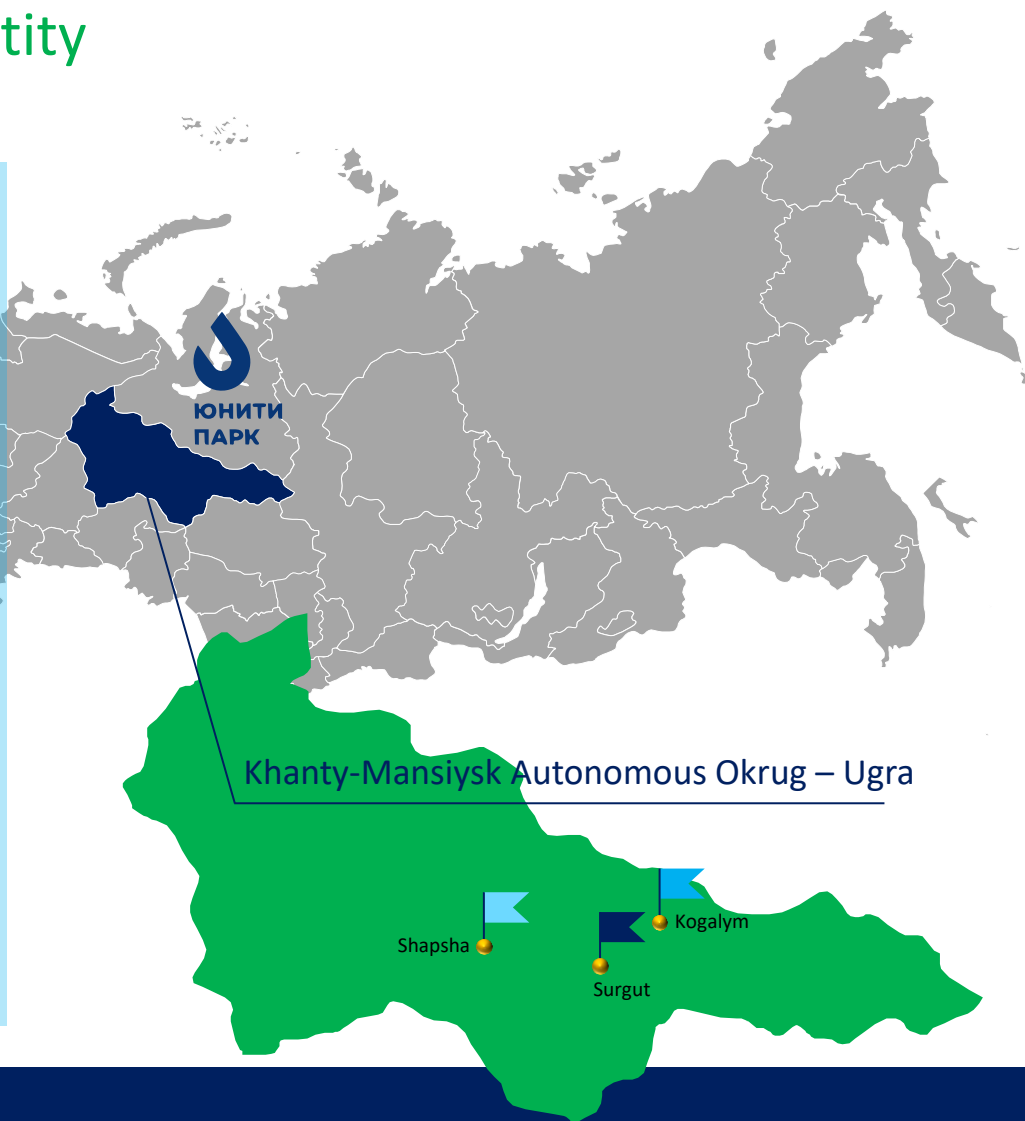 tity
ЮНИТИ
ПАРК
Khanty-Mansiysk Autonomous Okrug – Ugra
Kogalym
Shapsha
Surgut